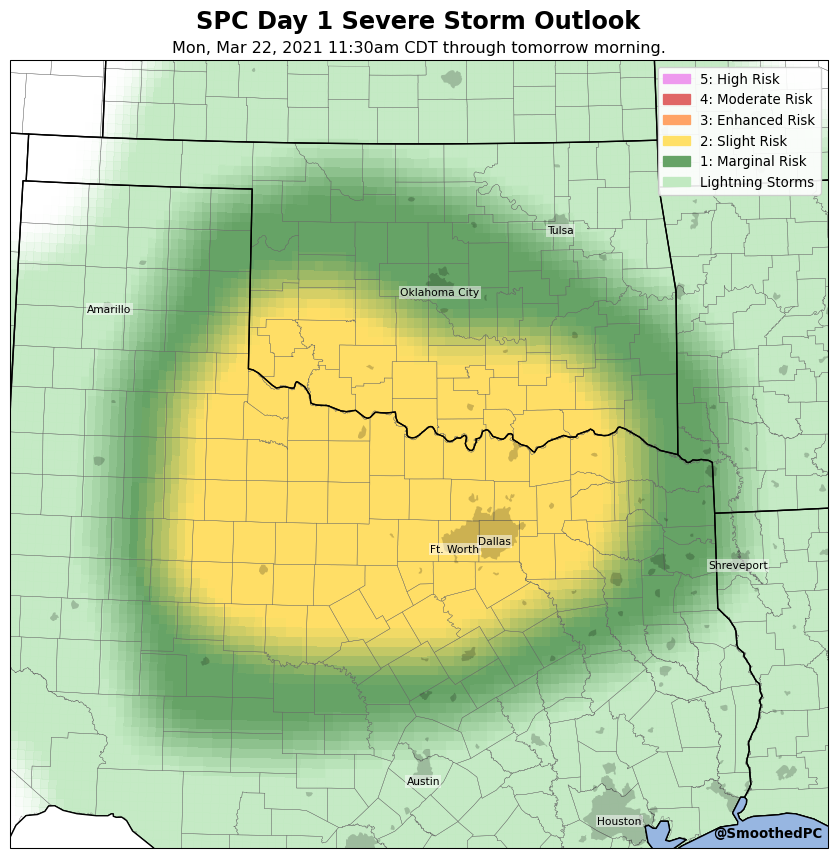 SPC Day 1 Severe Storm Outlook
Mon, Mar 22, 2021 11:30am CDT through tomorrow morning.
5: High Risk
4: Moderate Risk
3: Enhanced Risk
2: Slight Risk
1: Marginal Risk
Lightning Storms
Tulsa
Oklahoma City
Amarillo
Dallas
Ft. Worth
Shreveport
Austin
Houston
@SmoothedPC